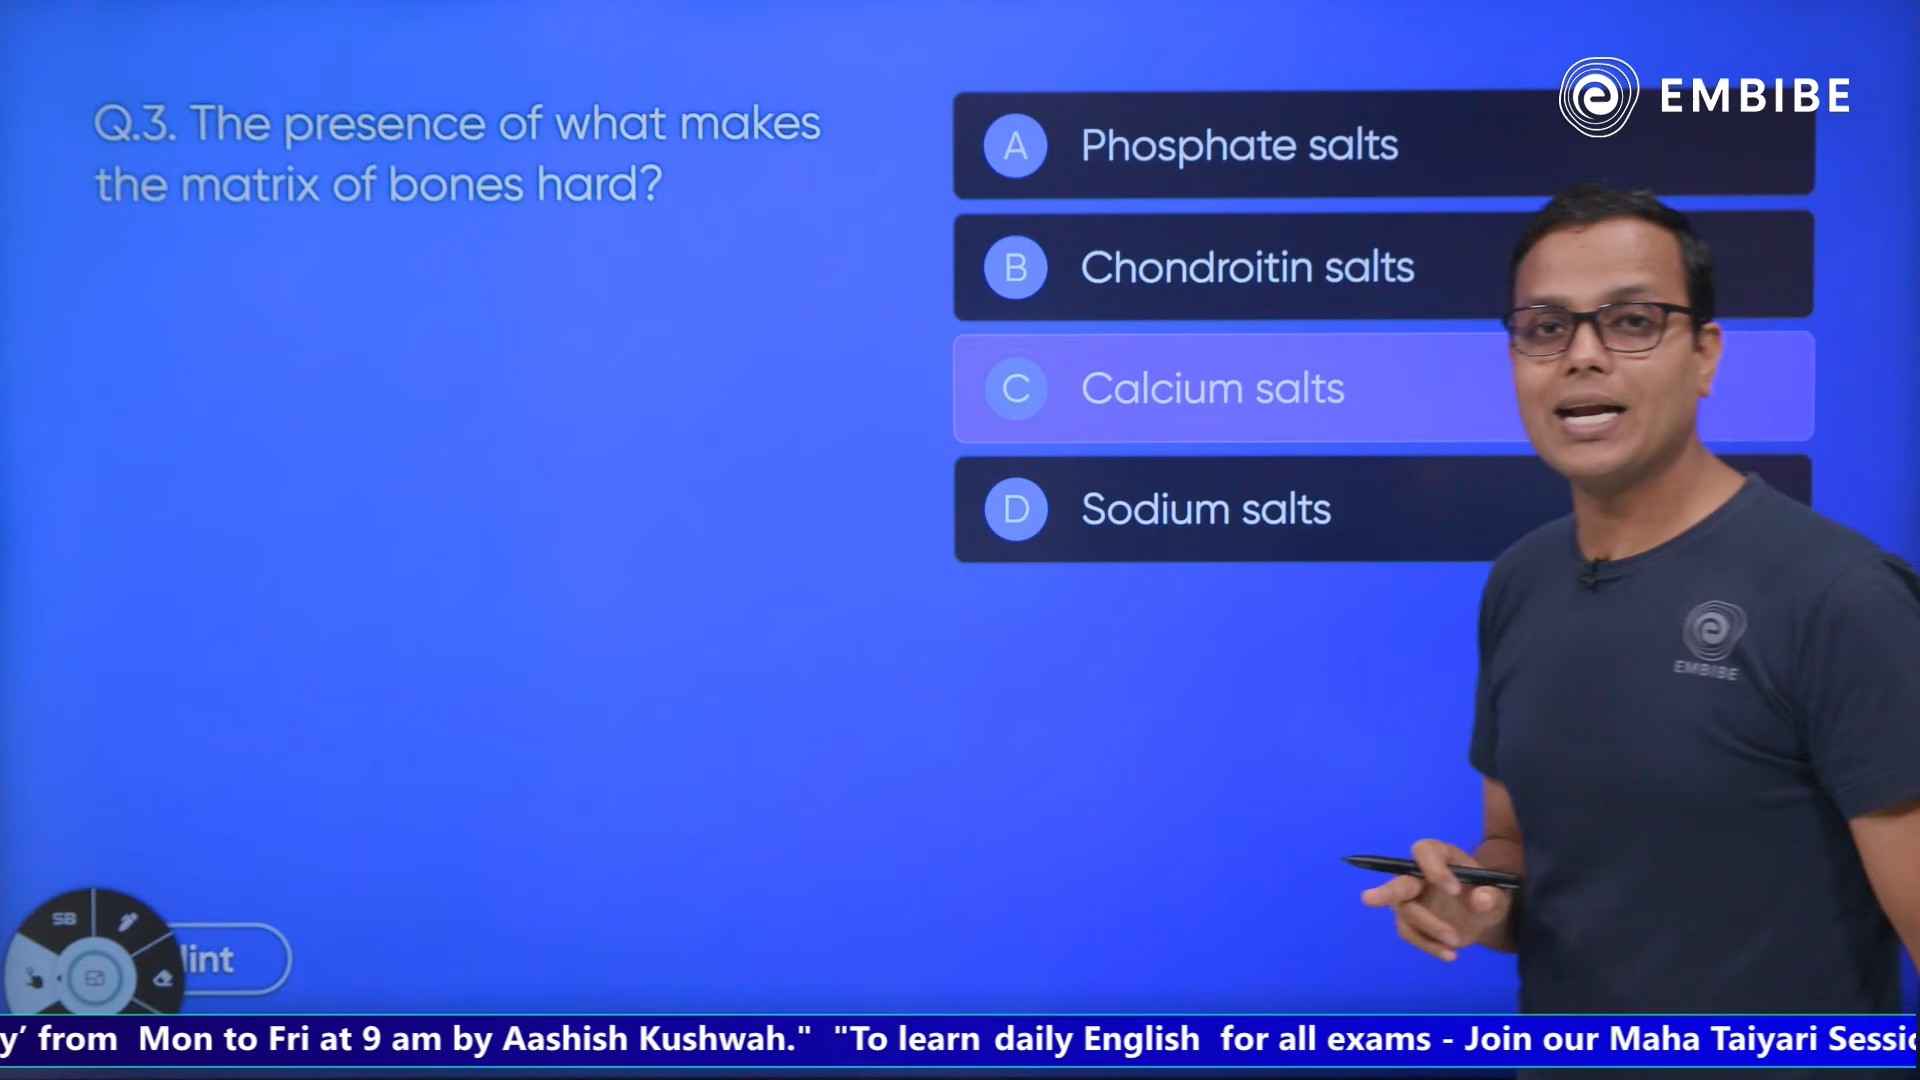 EMBIBE
Q.3. The presence of what makes
the matrix of bones hard?
A Phosphate salts
B Chondroitin salts
C Calcium salts
D Sodium salts
EMBIBE
SB
lint
y’ from Mon to Fri at 9 am by Aashish Kushwah." "To learn daily English for all exams - Join our Maha Taiyari Sessio